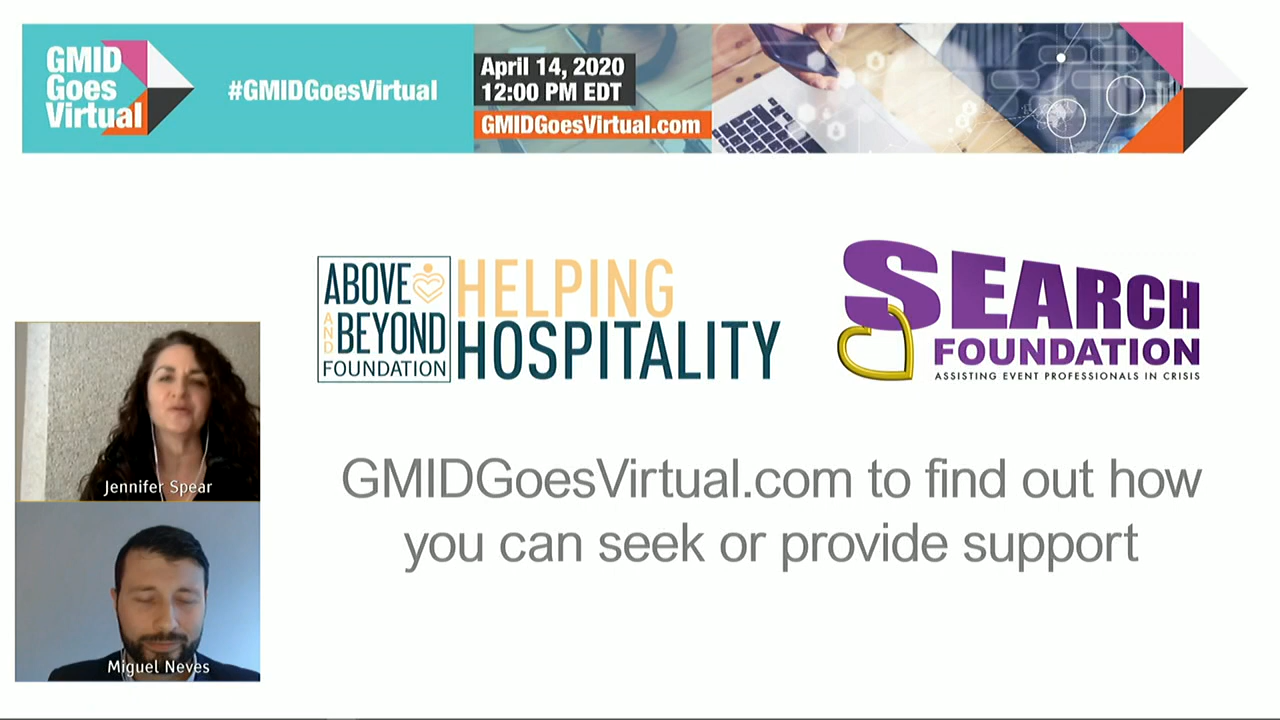 GMID
Goes
Virtual
#GMIDGoesVirtual
April 14, 2020
12:00 PM EDT
GMIDGoesVirtual.com
ABOVE
AND
BEYOND
FOUNDATION
HELPING
HOSPITALITY
SEARCH
FOUNDATION
ASSISTING EVENT PROFESSIONALS IN CRISIS
Jennifer Spear
Miguel Neves
GMIDGoesVirtual.com to find out how
you can seek or provide support